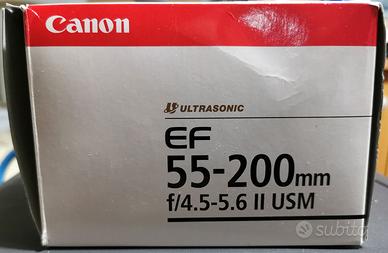 Canon
ULTRASONIC
EF
55-200mm
f/4.5-5.6 II USM
subito